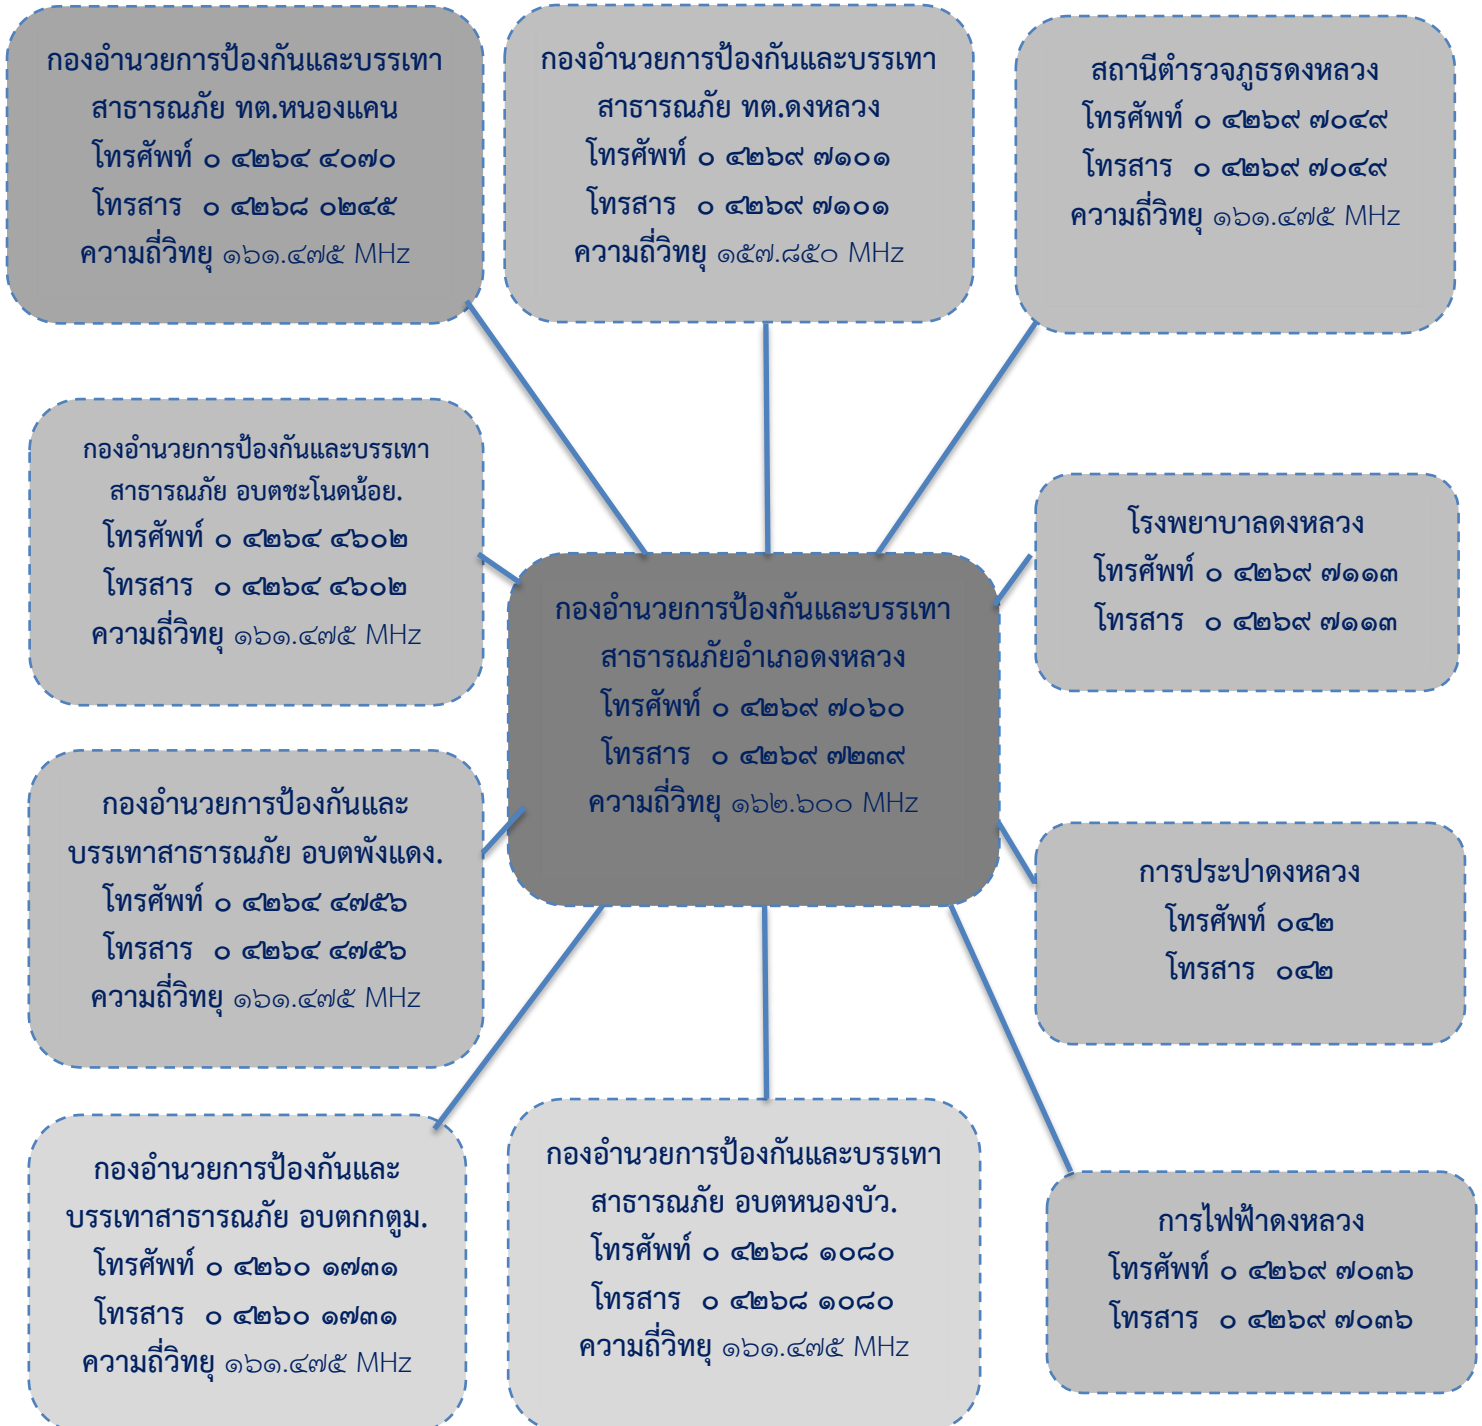 กองอำนวยการป้องกันและบรรเทา
สาธารณภัย ทต.หนองแคน
โทรศัพท์ ๐ ๔๒๖๔ ๔๐๗๐
โทรสาร ๐ ๔๒๖๘ ๐๒๔๕
ความถี่วิทยุ ๑๖๑.๔๗๕ MHz
กองอำนวยการป้องกันและบรรเทา
สาธารณภัย ทต.ดงหลวง
โทรศัพท์ ๐ ๔๒๖๙ ๗๑๐๑
โทรสาร ๐ ๔๒๖๙ ๗๑๐๑
ความถี่วิทยุ ๑๕๗.๘๕๐ MHz
สถานีตำรวจภูธรดงหลวง
โทรศัพท์ ๐ ๔๒๖๙ ๗๐๔๙
โทรสาร ๐ ๔๒๖๙ ๗๐๔๙
ความถี่วิทยุ ๑๖๑.๔๗๕ MHz
กองอำนวยการป้องกันและบรรเทา
สาธารณภัย อบตชะโนดน้อย.
โทรศัพท์ ๐ ๔๒๖๔ ๔๖๐๒
โทรสาร ๐ ๔๒๖๔ ๔๖๐๒
ความถี่วิทยุ ๑๖๑.๔๗๕ MHz
กองอำนวยการป้องกันและบรรเทา
สาธารณภัยอำเภอดงหลวง
โทรศัพท์ ๐ ๔๒๖๙ ๗๐๖๐
โทรสาร ๐ ๔๒๖๙ ๗๒๓๙
ความถี่วิทยุ ๑๖๒.๖๐๐ MHz
โรงพยาบาลดงหลวง
โทรศัพท์ ๐ ๔๒๖๙ ๗๑๑๓
โทรสาร ๐ ๔๒๖๙ ๗๑๑๓
กองอำนวยการป้องกันและ
บรรเทาสาธารณภัย อบตพังแดง.
โทรศัพท์ ๐ ๔๒๖๔ ๔๗๕๖
โทรสาร ๐ ๔๒๖๔ ๔๗๕๖
ความถี่วิทยุ ๑๖๑.๔๗๕ MHz
การประปาดงหลวง
โทรศัพท์ ๐๔๒
โทรสาร ๐๔๒
กองอำนวยการป้องกันและ
บรรเทาสาธารณภัย อบตกกตูม.
โทรศัพท์ ๐ ๔๒๖๐ ๑๗๓๑
โทรสาร ๐ ๔๒๖๐ ๑๗๓๑
ความถี่วิทยุ ๑๖๑.๔๗๕ MHz
กองอำนวยการป้องกันและบรรเทา
สาธารณภัย อบตหนองบัว.
โทรศัพท์ ๐ ๔๒๖๘ ๑๐๘๐
โทรสาร ๐ ๔๒๖๘ ๑๐๘๐
ความถี่วิทยุ ๑๖๑.๔๗๕ MHz
การไฟฟ้าดงหลวง
โทรศัพท์ ๐ ๔๒๖๙ ๗๐๓๖
โทรสาร ๐ ๔๒๖๙ ๗๐๓๖